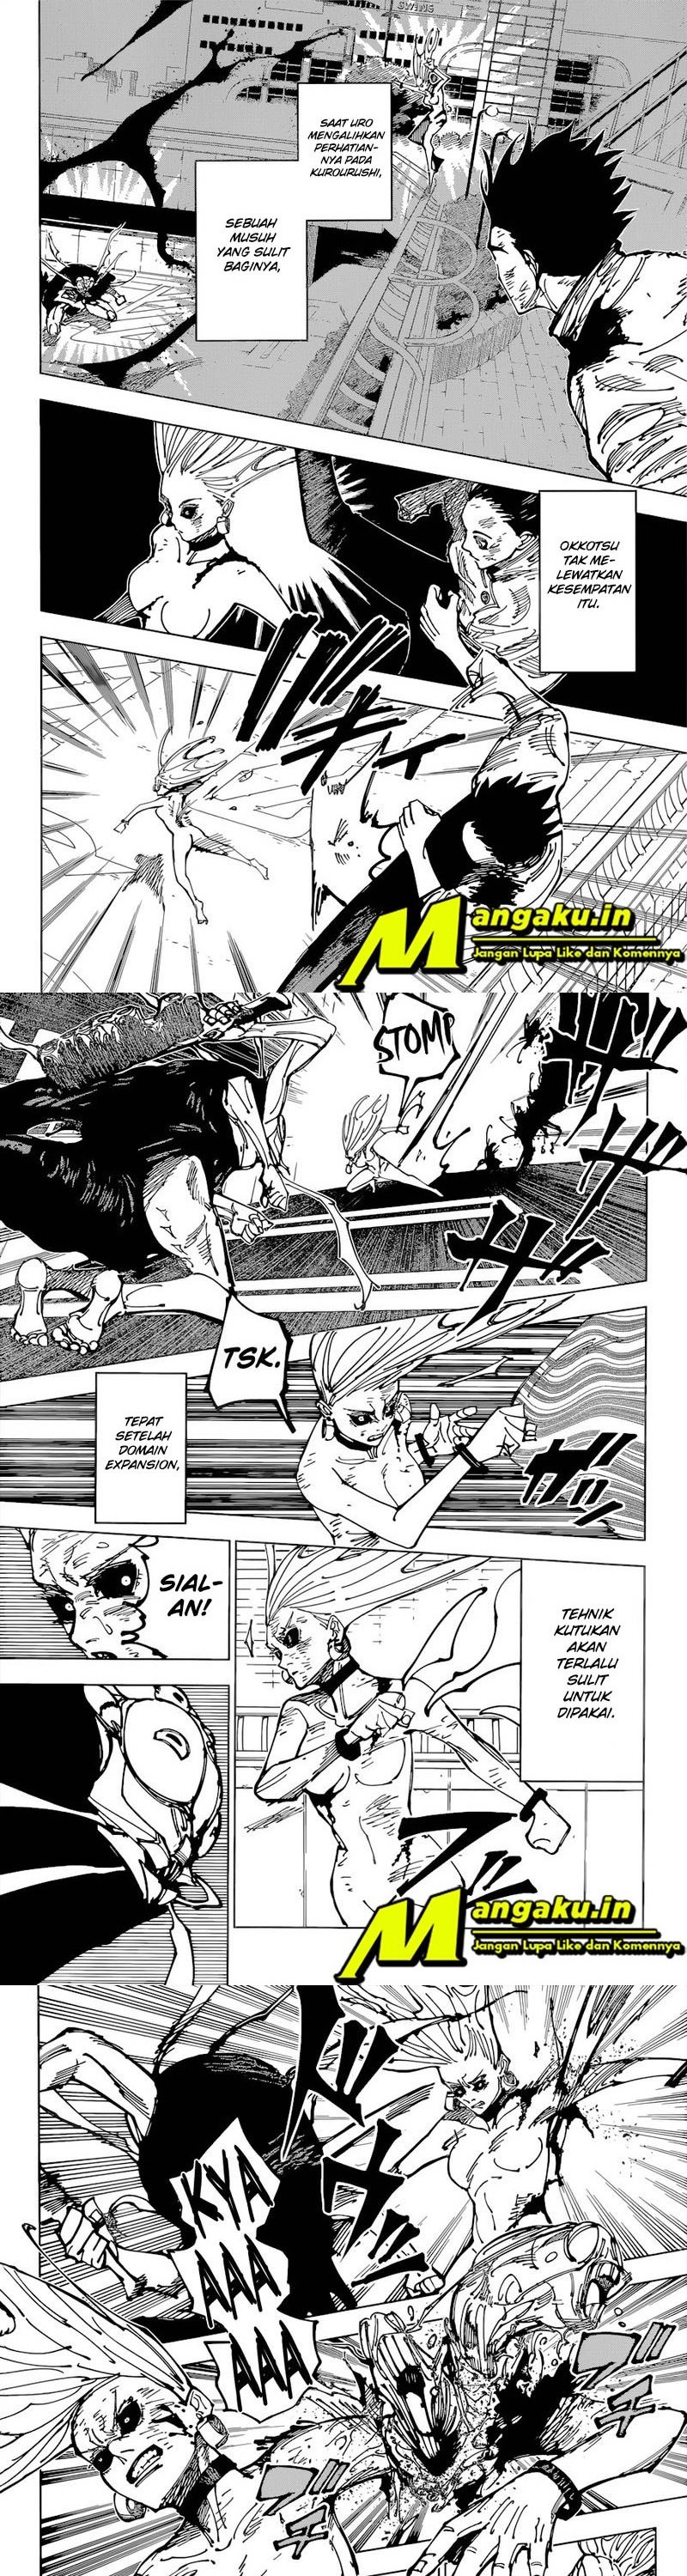 SWING
SAAT URO
MENGALIHKAN
PERHATIAN-
NYA PADA
KUROURUSHI,
SEBUAH
MUSUH
YANG SULIT
BAGINYA,
OKKOTSU
TAK ME-
LEWATKAN
KESEMPATAN
ITU.
Mangaku.in
Jangan Lupa Like dan Komennya
STOMP
TSK.
TEPAT
SETELAH
DOMAIN
EXPANSION,
SIAL-
AN!
TEHNIK
KUTUKAN
AKAN
TERLALU
SULIT
UNTUK
DIPAKAI.
Mangaku.in
Jangan Lupa Like dan Komennya
KYA
AAA
AAA